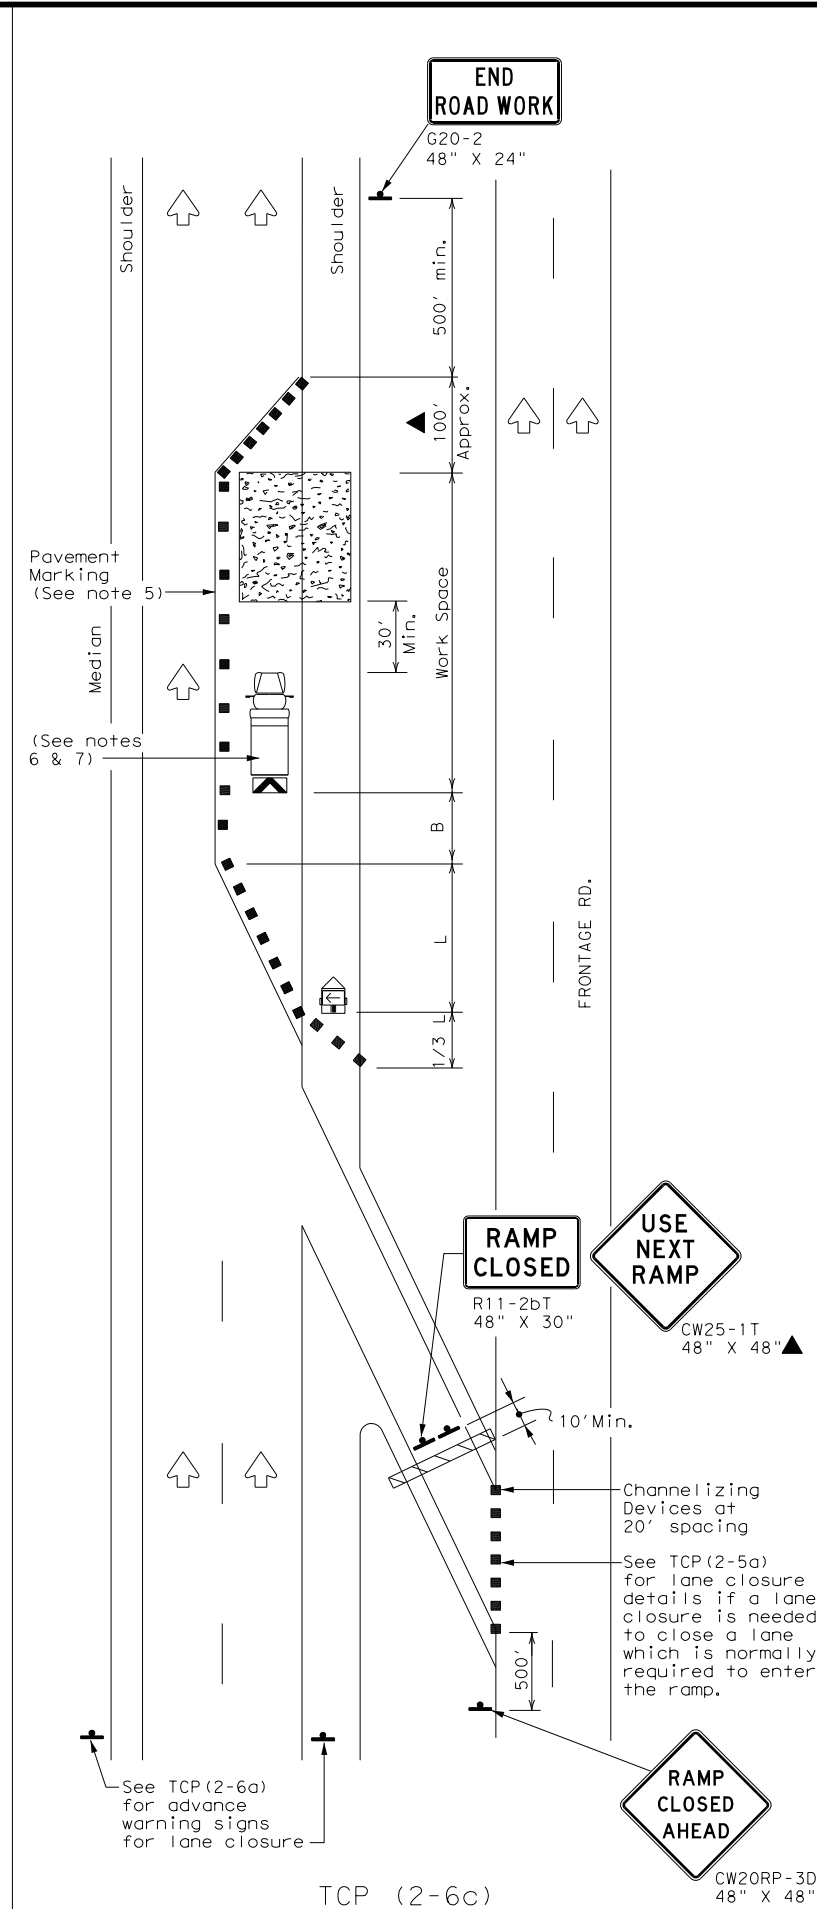 END
ROAD WORK
G20-2
48" X 24"
Shoulder
Shoulder
500' min.
100'
Approx.
Pavement
Marking
(See note 5)
30'
Min.
Work Space
Median
(See notes
6 & 7)
B
L
FRONTAGE RD.
1/3 L
RAMP
CLOSED
R11-2bT
48" X 30"
USE
NEXT
RAMP
CW25-1T
48" X 48"
10'Min.
Channelizing
Devices at
20' spacing
See TCP(2-5a)
for lane closure
details if a lane
closure is needed
to close a lane
which is normally
required to enter
the ramp.
500'
See TCP(2-6a)
for advance
warning signs
for lane closure
RAMP
CLOSED
AHEAD
CW20RP-3D
48" X 48"
TCP (2-6c)